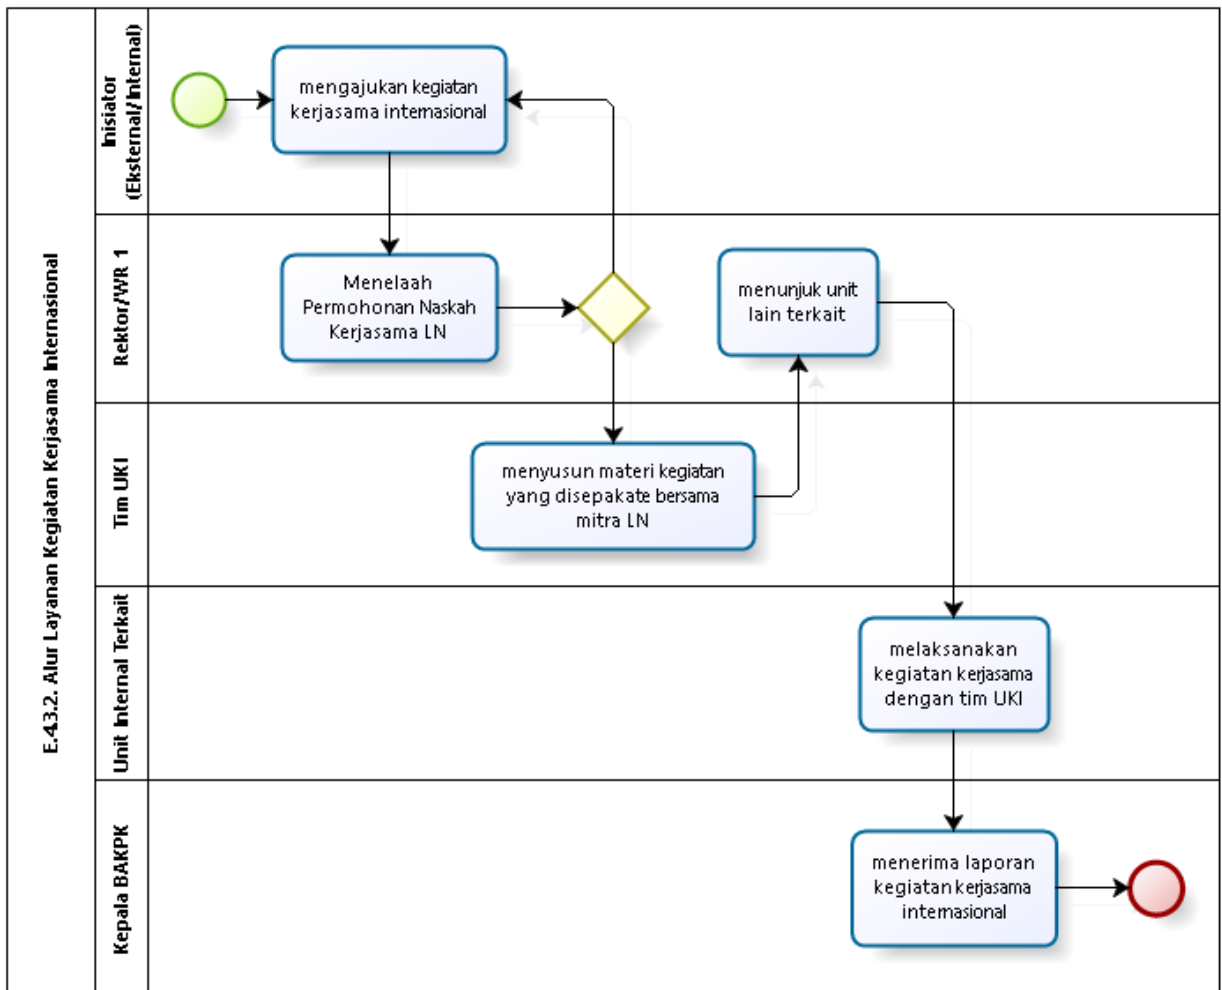 E.4.3.2. Alur Layanan Kegiatan Kerjasama Internasional
Inisiator
(Eksternal/Internal)
mengajukan kegiatan
kerjasama internasional
Rektor/WR 1
Menelaah
Permohonan Naskah
Kerjasama LN
menunjuk unit
lain terkait
Tim UKI
menyusun materi kegiatan
yang disepakate bersama
mitra LN
Unit Internal Terkait
melaksanakan
kegiatan kerjasama
dengan tim UKI
Kepala BAKPK
menerima laporan
kegiatan kerjasama
internasional